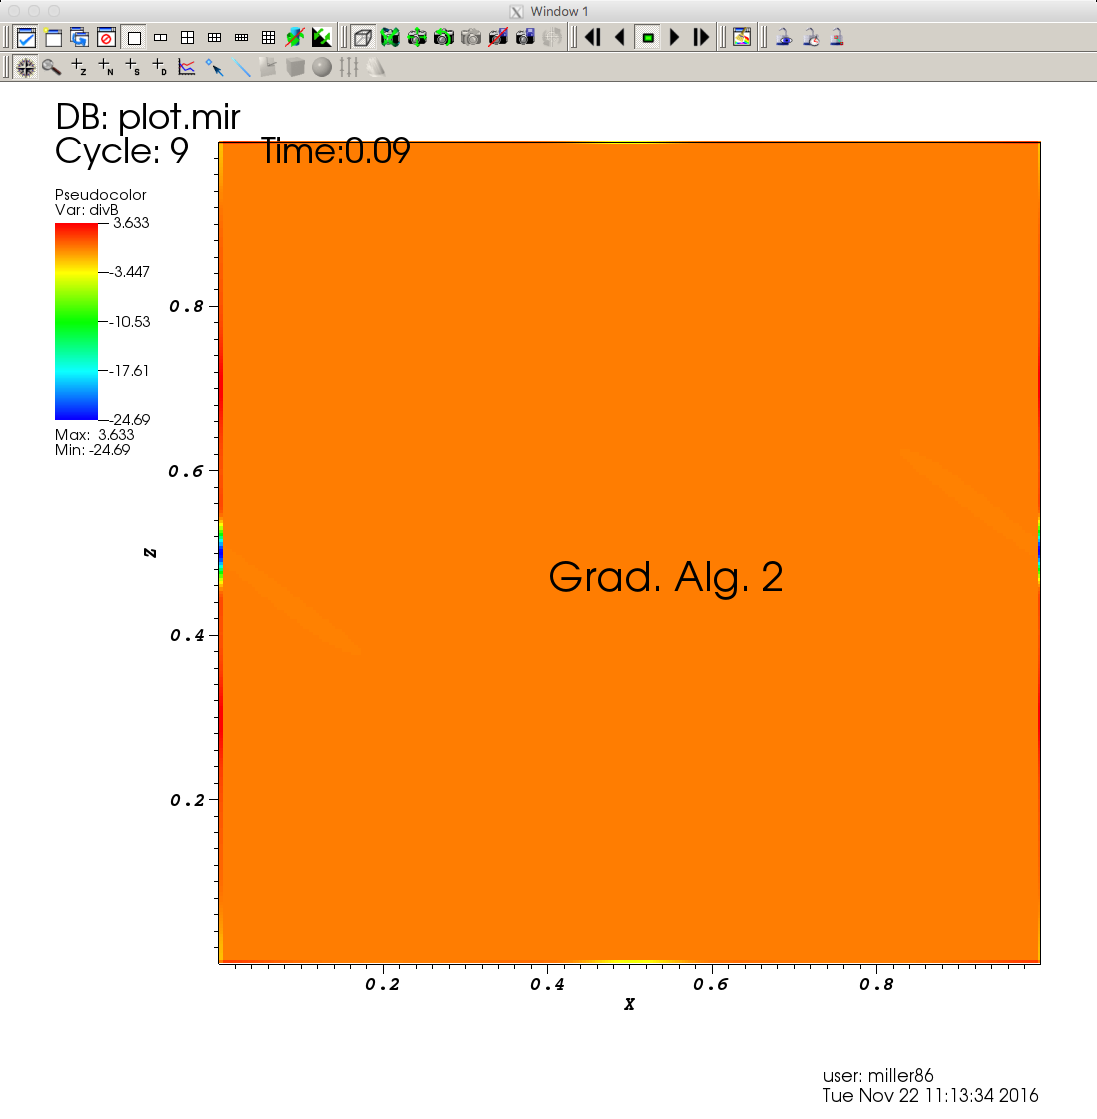 Window 1
DB: plot.mir
Cycle: 9 Time:0.09
Pseudocolor
Var: divB
3.633
-3.447
-10.53
-17.61
-24.69
Max: 3.633
Min: -24.69
0.8
0.6
0.4
0.2
Z
Grad. Alg. 2
0.2 0.4 0.6 0.8
X
user: miller86
Tue Nov 22 11:13:34 2016